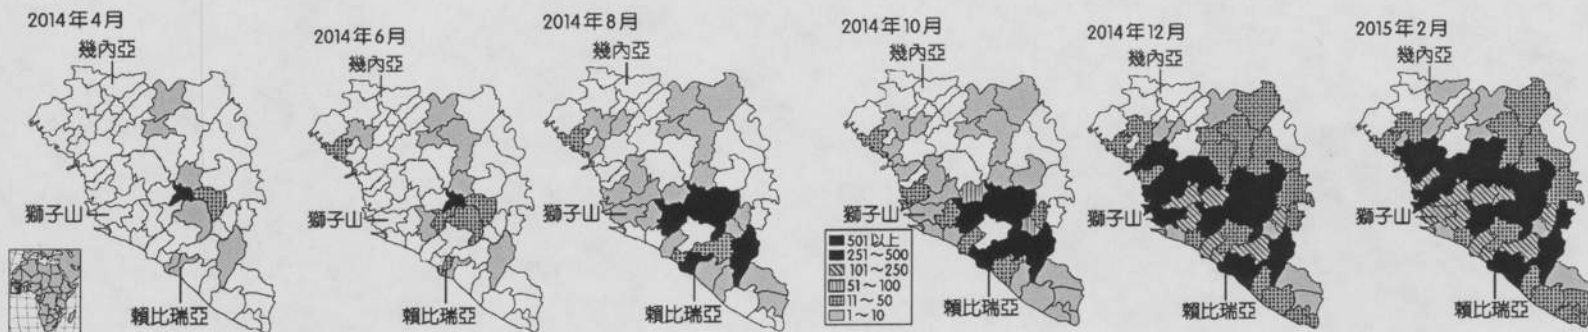 2014年4月
幾內亞
獅子山
賴比瑞亞
2014年6月
幾內亞
獅子山
賴比瑞亞
2014年8月
幾內亞
獅子山
賴比瑞亞
2014年10月
幾內亞
獅子山
501以上
251～500
101～250
51～100
11～50
1～10
賴比瑞亞
2014年12月
幾內亞
獅子山
賴比瑞亞
2015年2月
幾內亞
獅子山
賴比瑞亞